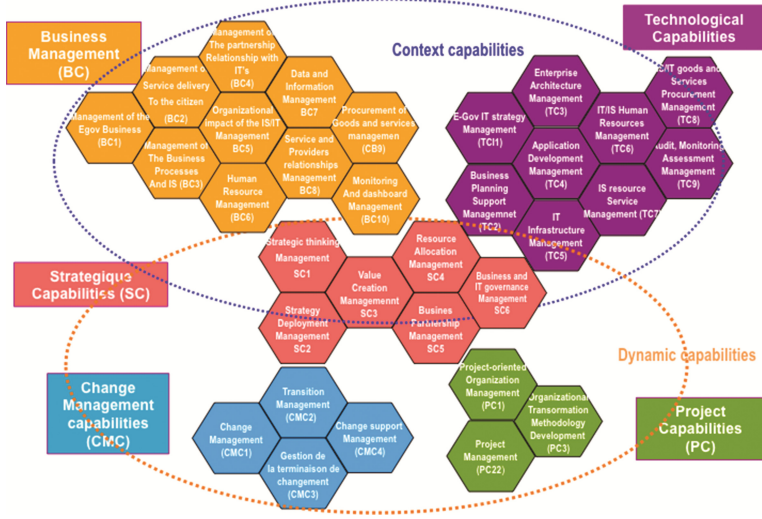 Business
Management
(BC)
Management of
The partnership
Relationship with
IT's
(BC4)
Context capabilities
Technological
Capabilities
Management of
Service delivery
To the citizen
(BC2)
Data and
Information
Management
BC7
Enterprise
Architecture
Management
(TC3)
IS/IT goods and
Services
Procurement
Management
(TC8)
Management of the
Egov Business
(BC1)
Organizational
impact of the IS/IT
Management
BC5
Procurement of
Goods and services
managemen
(CB9)
E-Gov IT strategy
Management
(TCI1)
IT/IS Human
Resources
Management
(TC6)
Management of
The Business
Processes
And IS (BC3)
Service and
Providers
relationships
Management
BC8
Application
Development
Management
(TC4)
Audit, Monitoring
Assessment
Management
(TC9)
Human
Resource
Management
(BC6)
Monitoring
And dashboard
Management
(BC10)
Business
Planning
Support
Managemnet
(TC2)
IS resource
Service
Management (TC7)
IT
Infrastructure
Management
(TC5)
Strategique
Capabilities (SC)
Strategic thinking
Management
SC1
Resource
Allocation
Management
SC4
Value
Creation
Managemennt
SC3
Business and
IT governance
Management
SC6
Strategy
Deployment
Management
SC2
Busines
Partnership
Management
SC5
Dynamic capabilities
Change
Management
capabilities
(CMC)
Transition
Management
(CMC2)
Change
Management
(CMC1)
Change support
Management
(CMC4)
Gestion de
la terminaison de
changement
(CMC3)
Project-oriented
Organization
Management
(PC1)
Organizational
Transormation
Methodology
Development
(PC3)
Project
Management
(PC22)
Project
Capabilities
(PC)